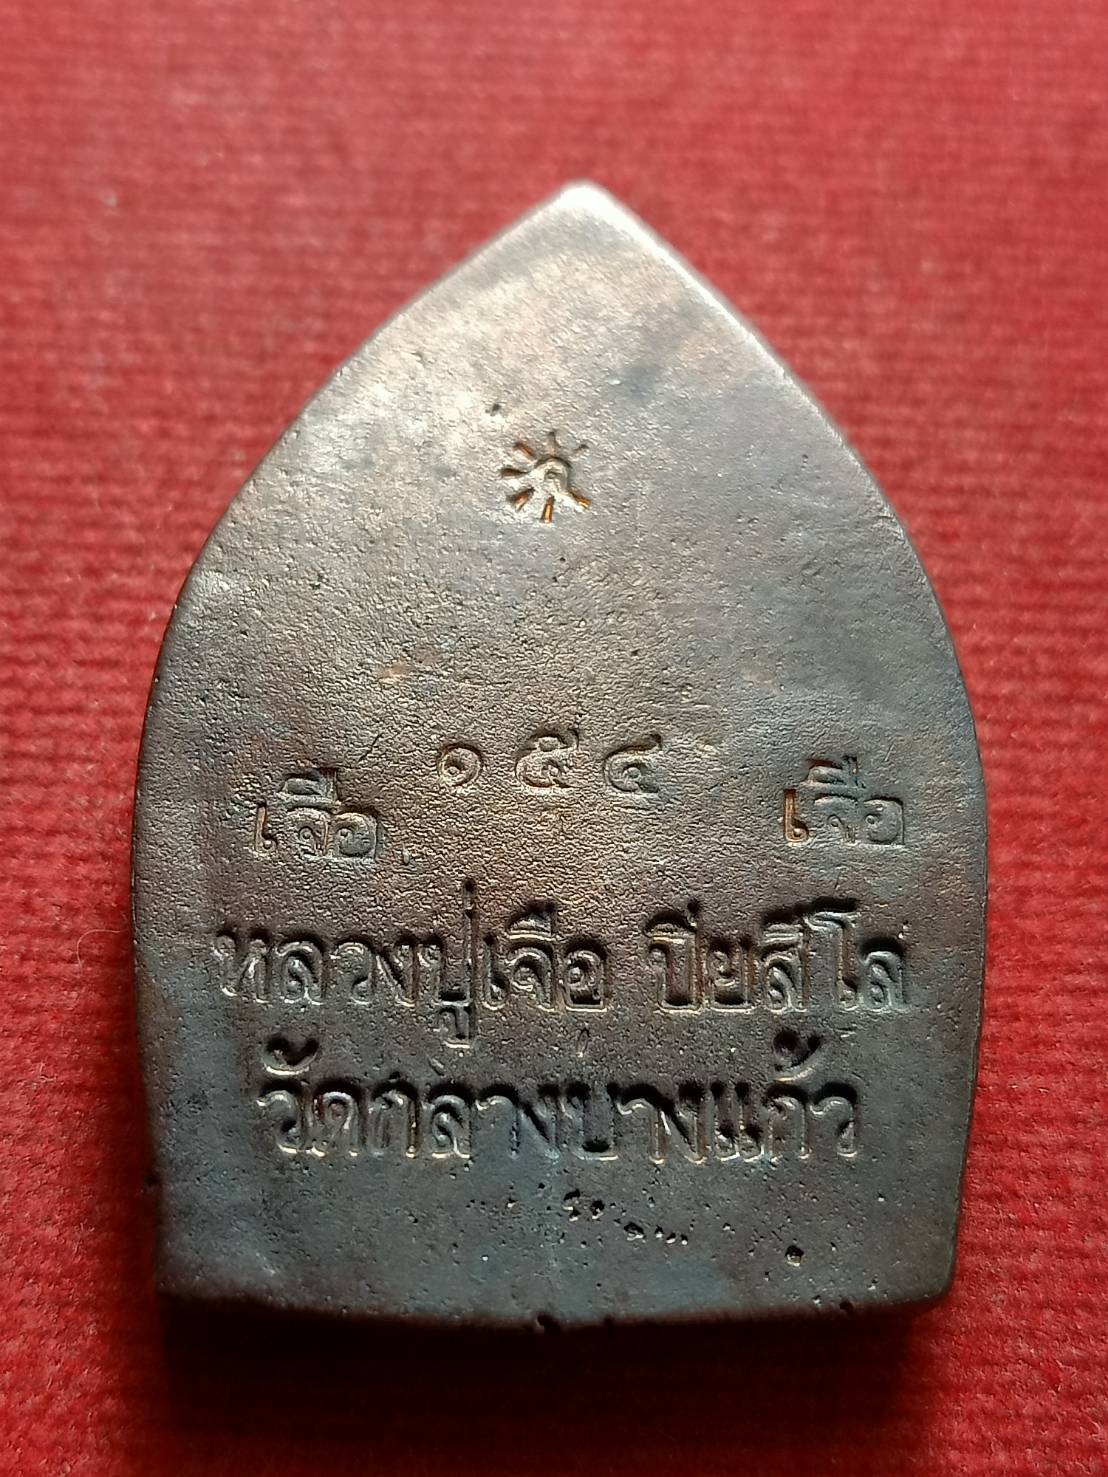 ๑๕๔
เจือ เจือ
หลวงปู่เจือ ปิยสีโล
วัดกลางบางแก้ว